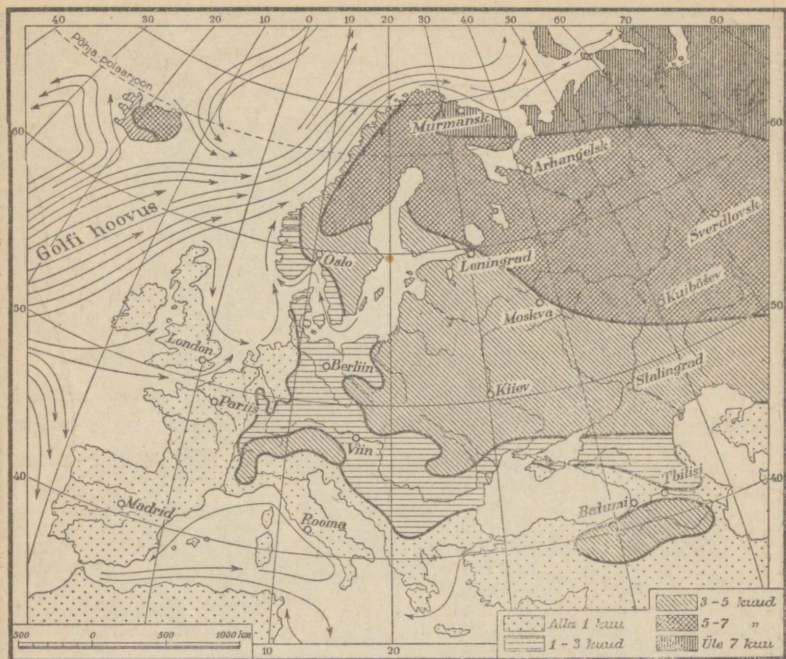 40 30 20 10 0 10 20 30 40 50 60 70 80
Põhja polaarjoon
60
Murmansk
60
Arhangelsk
Golfi hoovus
Sverdlovsk
Oslo
Leningrad
50
Kuibõšev
50
Moskva
London
Berliin
Stalingrad
Kiiev
Pariis
Viin
40
Tbilisi
40
Madrid
Batumi
Rooma
3-5 kuud
Alla 1 kuu
5-7 "
1-3 kuud
Üle 7 kuu
300 0 500 1000 km
10 20